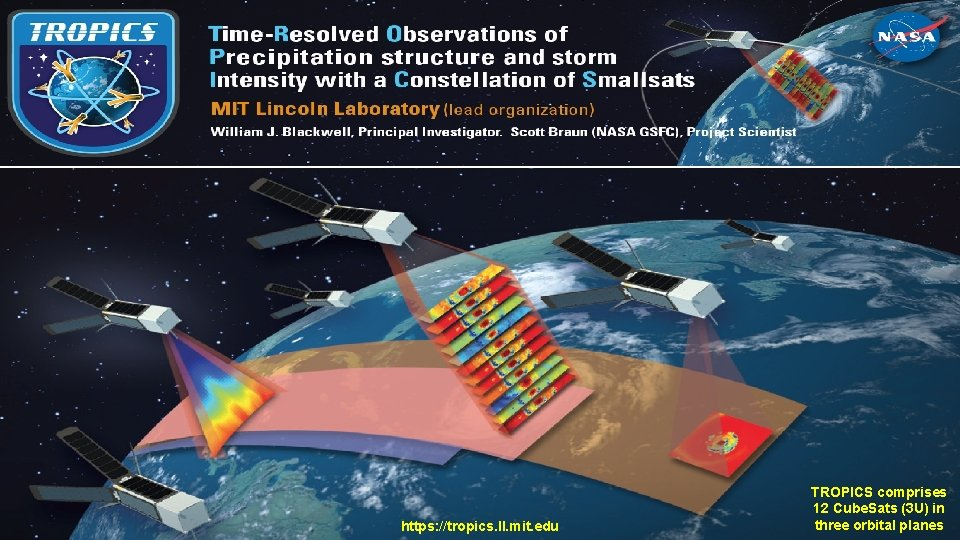 TROPICS
Time-Resolved Observations of
Precipitation structure and storm
Intensity with a Constellation of Smallsats
MIT Lincoln Laboratory (lead organization)
William J. Blackwell, Principal Investigator. Scott Braun (NASA GSFC), Project Scientist
NASA
https: //tropics. ll. mit. edu
TROPICS comprises
12 Cube. Sats (3U) in
three orbital planes